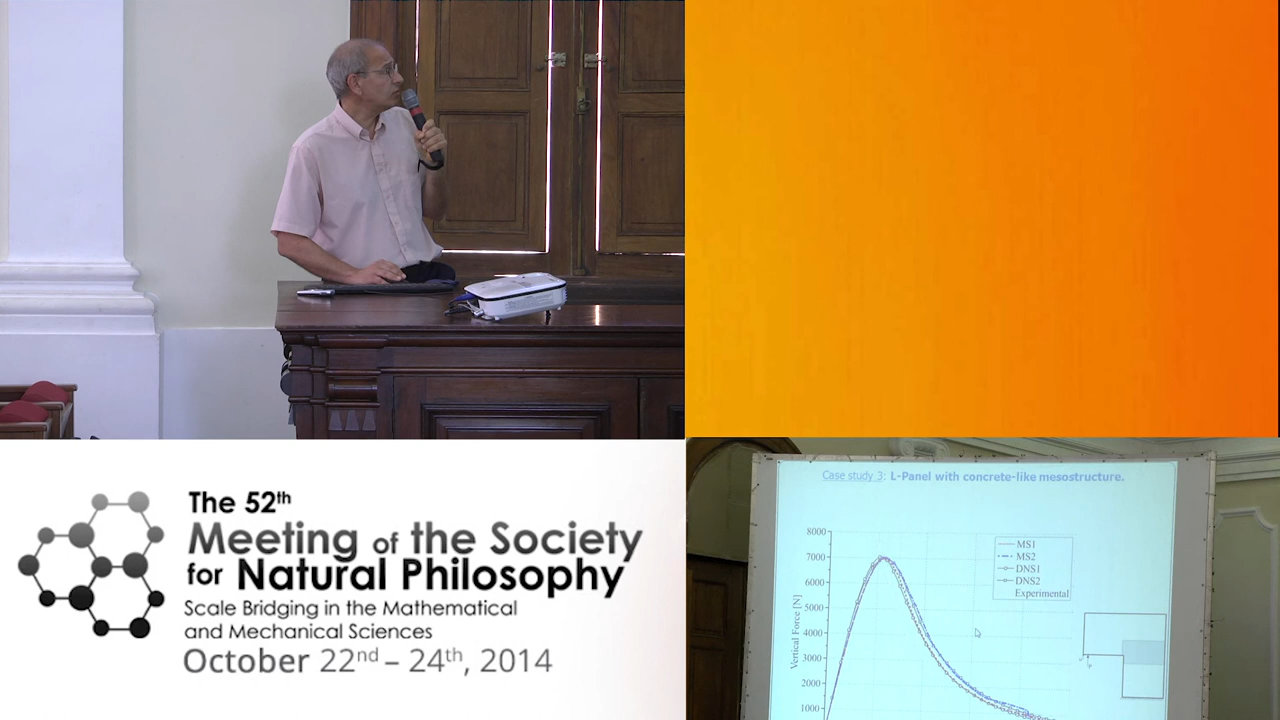 The 52th
Meeting of the Society
for Natural Philosophy
Scale Bridging in the Mathematical
and Mechanical Sciences
October 22nd – 24th, 2014
Case study 3: L-Panel with concrete-like mesostructure.
8000
7000
6000
5000
4000
3000
2000
1000
Vertical Force [N]
MS1
MS2
DNS1
DNS2
Experimental